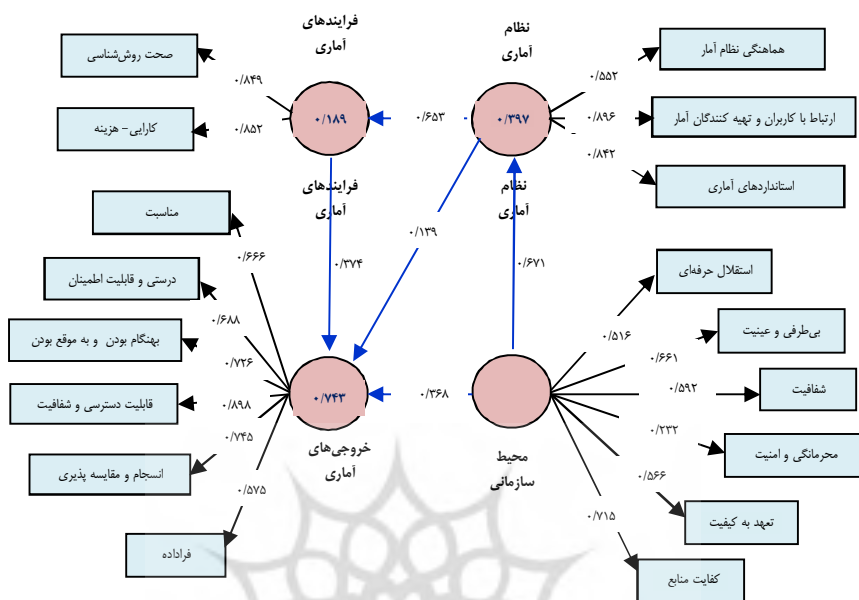 نظام
آماری
فرایندهای
آماری
هماهنگی نظام آمار
صحت روش‌شناسی
۰/۵۵۲
۰/۸۴۹
ارتباط با کاربران و تهیه کنندگان آمار
۰/۸۹۶
۰/۳۹۷
۰/۶۵۳
۰/۱۸۹
۰/۸۵۲
کارایی- هزینه
۰/۸۴۲
استانداردهای آماری
نظام
آماری
فرایندهای
آماری
مناسبت
۰/۱۳۹
۰/۶۷۱
۰/۳۷۴
۰/۶۶۶
استقلال حرفه‌ای
درستی و قابلیت اطمینان
۰/۵۱۶
۰/۶۸۸
بی‌طرفی و عینیت
بهنگام بودن و به موقع بودن
۰/۶۶۱
۰/۷۲۶
شفافیت
۰/۵۹۲
۰/۳۶۸
۰/۷۴۳
۰/۸۹۸
قابلیت دسترسی و شفافیت
۰/۲۳۲
۰/۷۴۵
محرمانگی و امنیت
محیط
سازمانی
خروجی‌های
آماری
انسجام و مقایسه پذیری
۰/۵۶۶
۰/۵۷۵
۰/۷۱۵
تعهد به کیفیت
فراداده
کفایت منابع